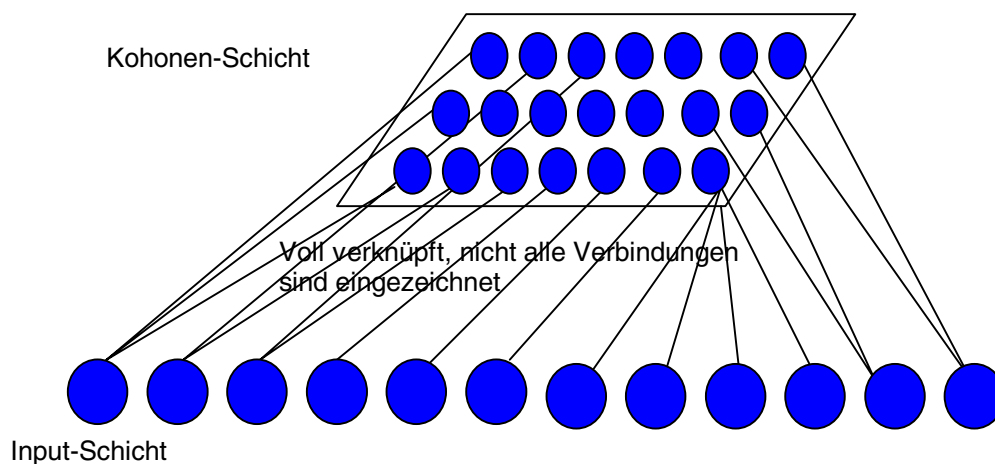 Kohonen-Schicht
Voll verknüpft, nicht alle Verbindungen
sind eingezeichnet
Input-Schicht